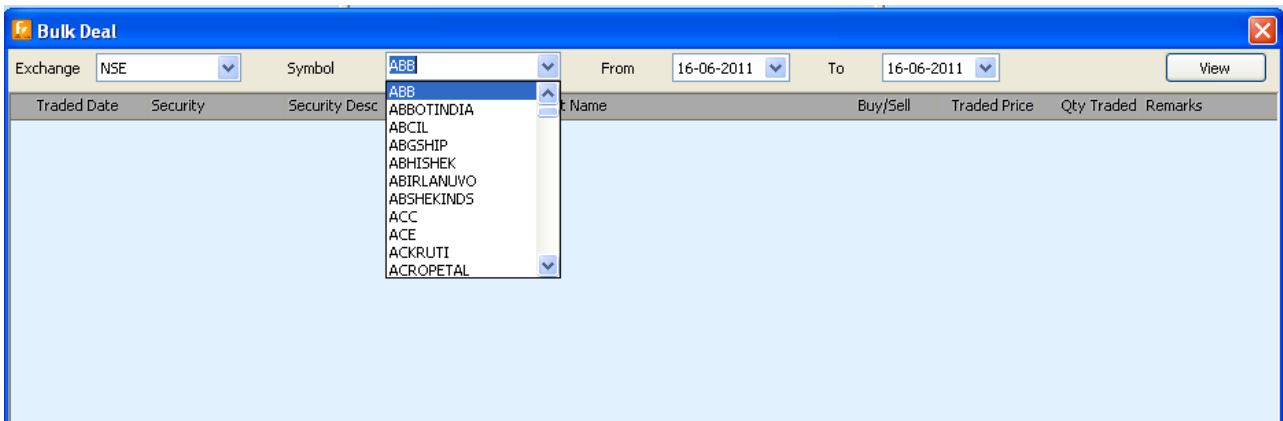 Bulk Deal
Exchange NSE Symbol ABB From 16-06-2011 To 16-06-2011 View
Traded Date Security Security Desc t Name Buy/Sell Traded Price Qty Traded Remarks
ABB
ABBOTINDIA
ABCIL
ABGSHIP
ABHISHEK
ABIRLANUVO
ABSHEKINDS
ACC
ACE
ACKRUTI
ACROPETAL